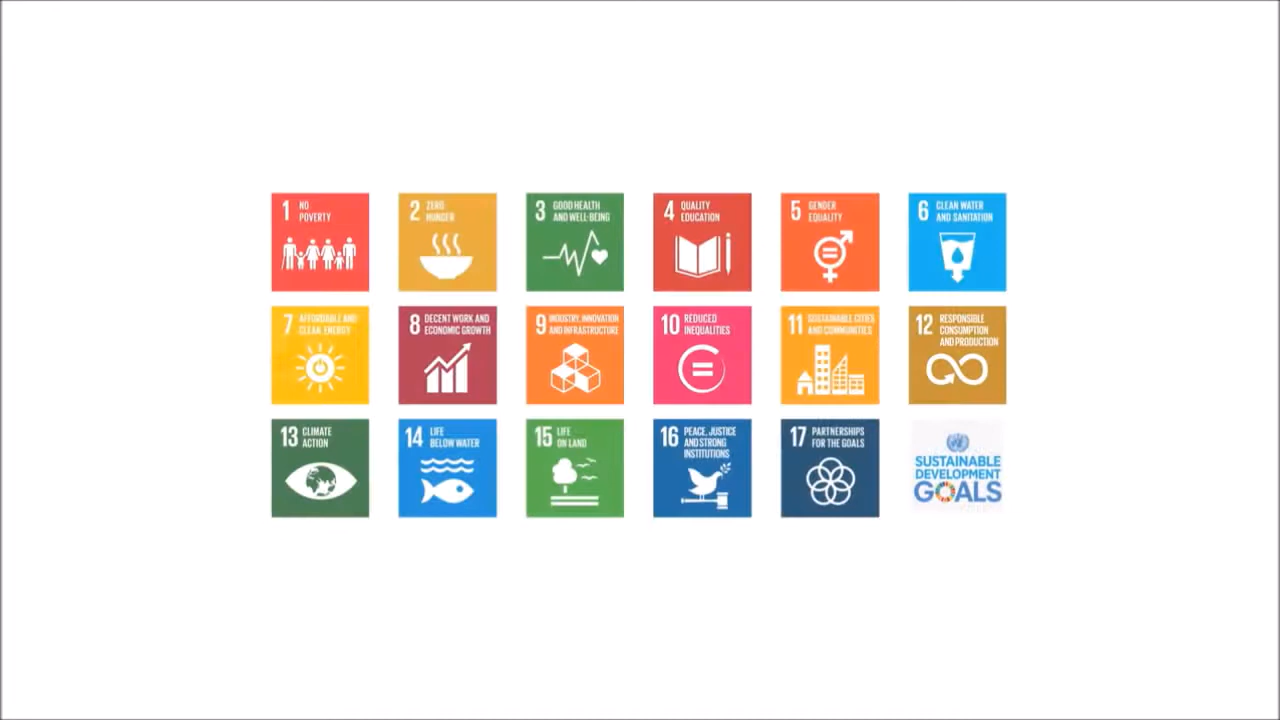 1 NO
POVERTY
2 ZERO
HUNGER
3 GOOD HEALTH
AND WELL-BEING
4 QUALITY
EDUCATION
5 GENDER
EQUALITY
6 CLEAN WATER
AND SANITATION
7 AFFORDABLE AND
CLEAN ENERGY
8 DECENT WORK AND
ECONOMIC GROWTH
9 INDUSTRY, INNOVATION
AND INFRASTRUCTURE
10 REDUCED
INEQUALITIES
11 SUSTAINABLE CITIES
AND COMMUNITIES
12 RESPONSIBLE
CONSUMPTION
AND PRODUCTION
13 CLIMATE
ACTION
14 LIFE
BELOW WATER
15 LIFE
ON LAND
16 PEACE, JUSTICE
AND STRONG
INSTITUTIONS
17 PARTNERSHIPS
FOR THE GOALS
SUSTAINABLE
DEVELOPMENT
GOALS